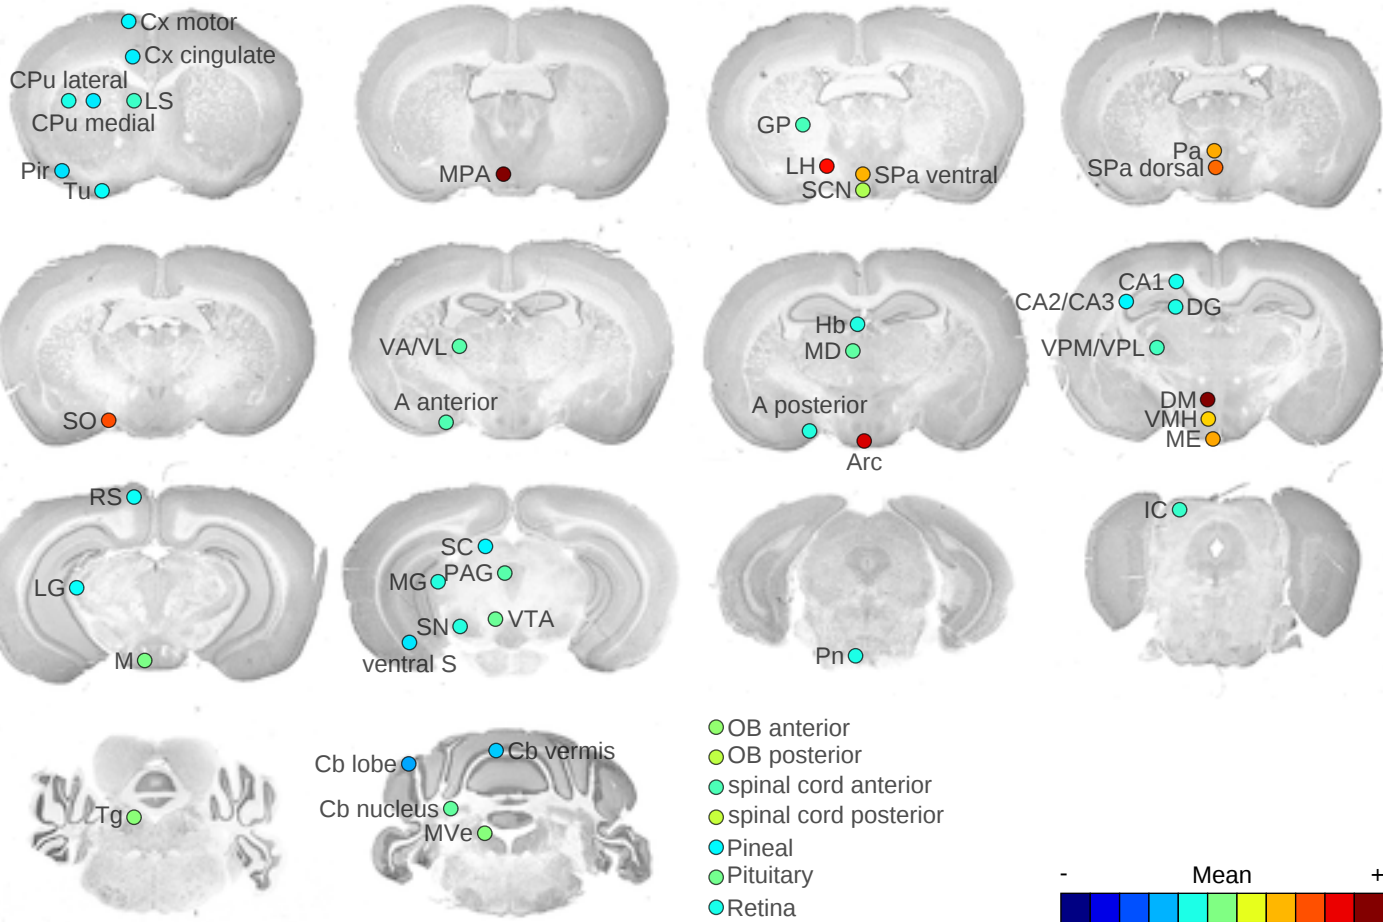 Cx motor
Cx cingulate
CPu lateral
LS
CPu medial
Pir
Tu
MPA
GP
LH
SPa ventral
SCN
Pa
SPa dorsal
SO
VA/VL
A anterior
Hb
MD
A posterior
Arc
CA1
CA2/CA3
DG
VPM/VPL
DM
VMH
ME
RS
LG
M
SC
MG
PAG
SN
VTA
ventral S
Pn
IC
Tg
Cb lobe
Cb vermis
Cb nucleus
MVe
OB anterior
OB posterior
spinal cord anterior
spinal cord posterior
Pineal
Pituitary
Retina
- Mean +